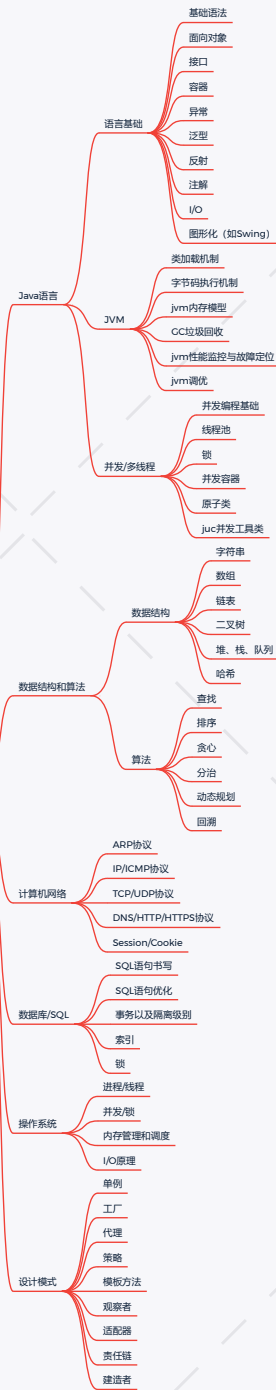 Java语言
语言基础
基础语法
面向对象
接口
容器
异常
泛型
反射
注解
I/O
图形化（如Swing）
JVM
类加载机制
字节码执行机制
jvm内存模型
GC垃圾回收
jvm性能监控与故障定位
jvm调优
并发/多线程
并发编程基础
线程池
锁
并发容器
原子类
juc并发工具类
数据结构和算法
数据结构
字符串
数组
链表
二叉树
堆、栈、队列
哈希
算法
查找
排序
贪心
分治
动态规划
回溯
计算机网络
ARP协议
IP/ICMP协议
TCP/UDP协议
DNS/HTTP/HTTPS协议
Session/Cookie
数据库/SQL
SQL语句书写
SQL语句优化
事务以及隔离级别
索引
锁
操作系统
进程/线程
并发/锁
内存管理和调度
I/O原理
设计模式
单例
工厂
代理
策略
模板方法
观察者
适配器
责任链
建造者